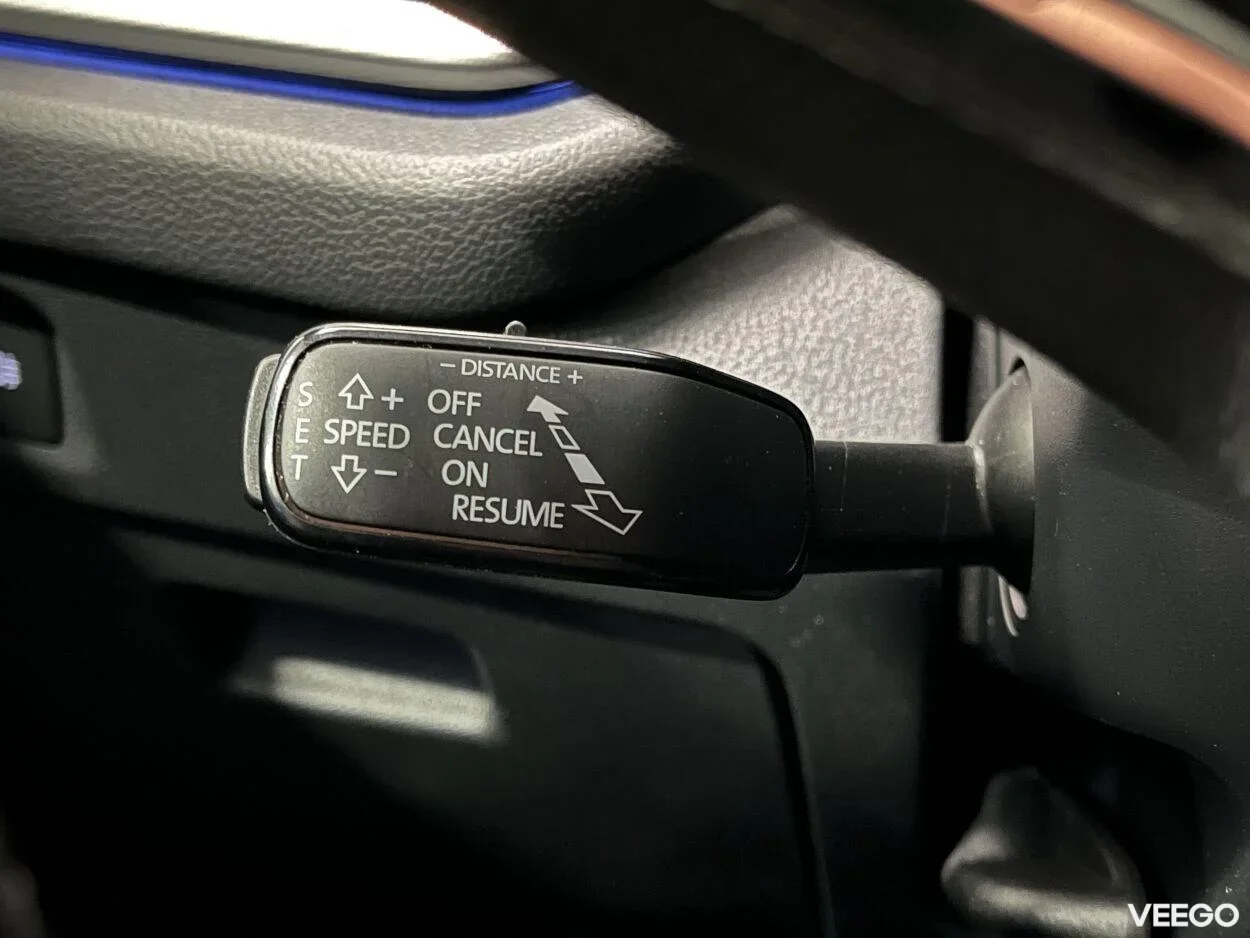 – DISTANCE +
S
E
T
+
SPEED
–
OFF
CANCEL
ON
RESUME
VEEGO